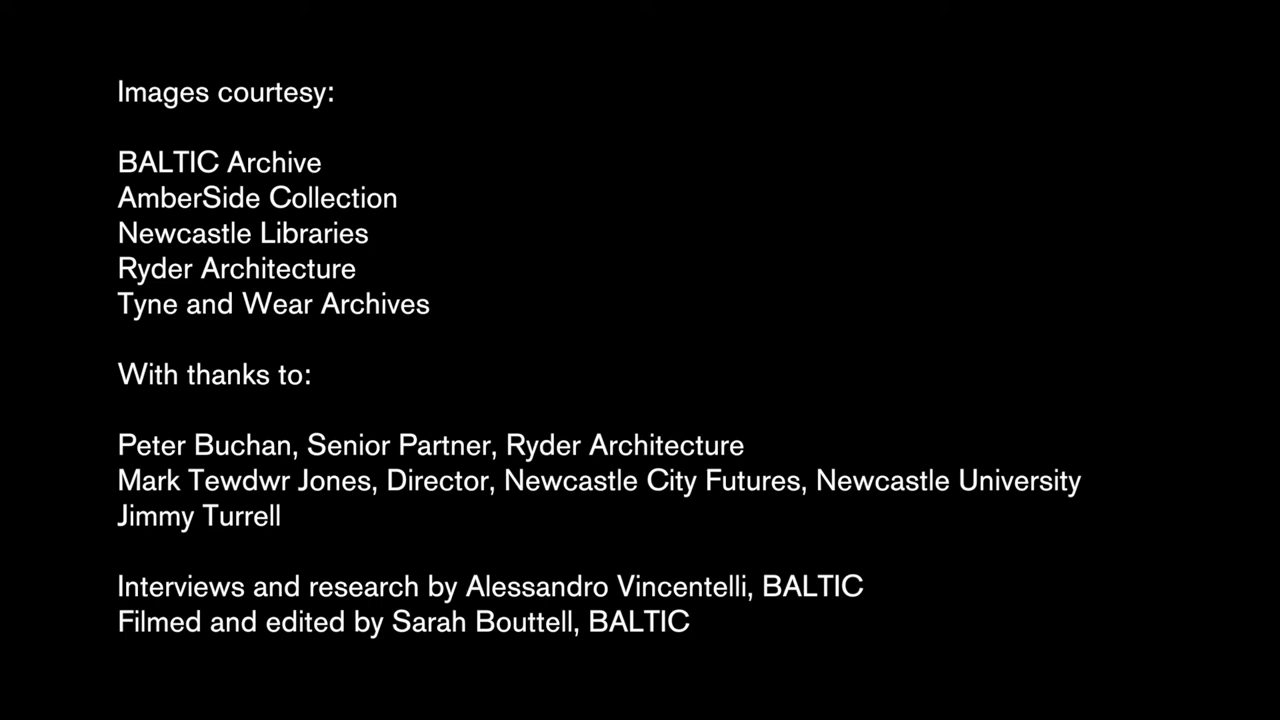 Images courtesy:
BALTIC Archive
AmberSide Collection
Newcastle Libraries
Ryder Architecture
Tyne and Wear Archives
With thanks to:
Peter Buchan, Senior Partner, Ryder Architecture
Mark Tewdwr Jones, Director, Newcastle City Futures, Newcastle University
Jimmy Turrell
Interviews and research by Alessandro Vincentelli, BALTIC
Filmed and edited by Sarah Bouttell, BALTIC